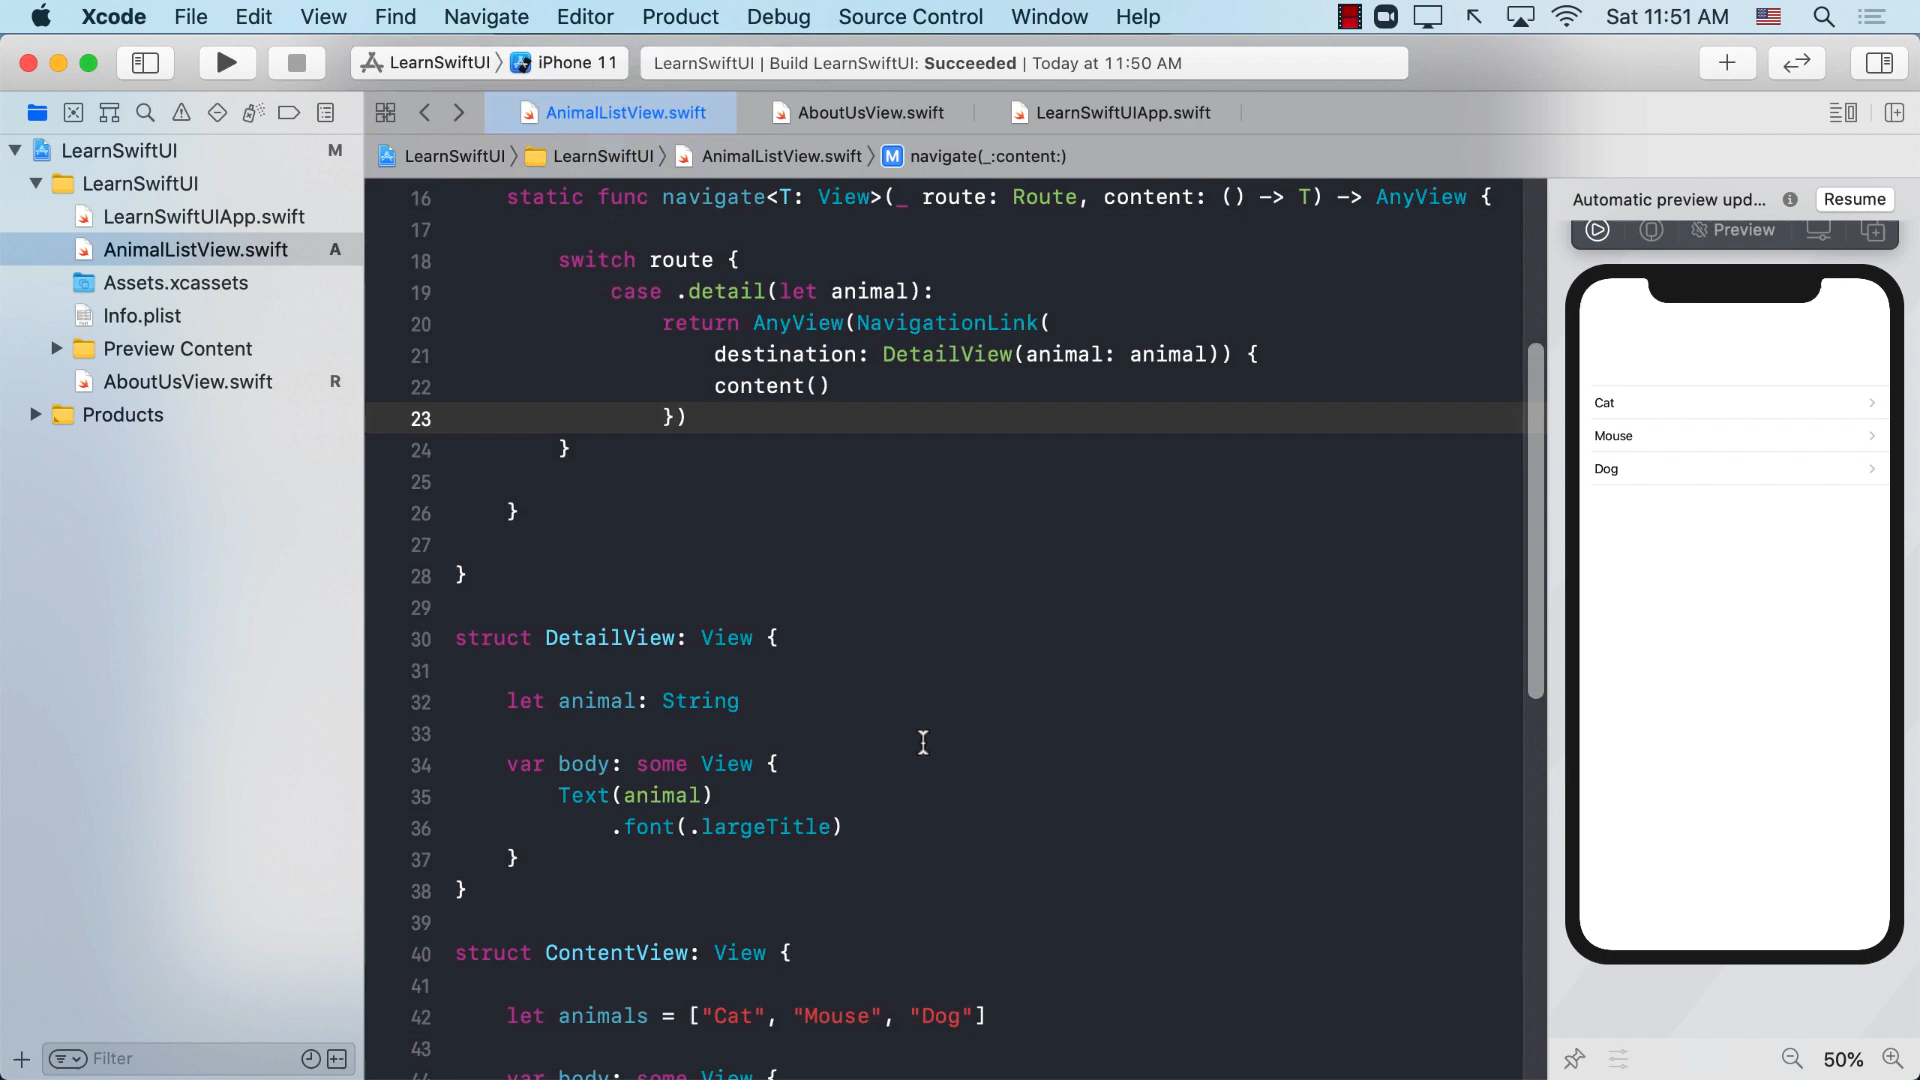 Xcode File Edit View Find Navigate Editor Product Debug Source Control Window Help Sat 11:51 AM
LearnSwiftUI 〉 iPhone 11
LearnSwiftUI | Build LearnSwiftUI: Succeeded | Today at 11:50 AM
AnimalListView.swift AboutUsView.swift LearnSwiftUIApp.swift
LearnSwiftUI 〉 LearnSwiftUI 〉 AnimalListView.swift 〉 M navigate(_:content:)
LearnSwiftUI M
LearnSwiftUI
LearnSwiftUIApp.swift
AnimalListView.swift A
Assets.xcassets
Info.plist
Preview Content
AboutUsView.swift R
Products
Filter
16 static func navigate<T: View>(_ route: Route, content: () -> T) -> AnyView {
17
18 switch route {
19 case .detail(let animal):
20 return AnyView(NavigationLink(
21 destination: DetailView(animal: animal)) {
22 content()
23 })
24 }
25
26 }
27
28 }
29
30 struct DetailView: View {
31
32 let animal: String
33
34 var body: some View {
35 Text(animal)
36 .font(.largeTitle)
37 }
38 }
39
40 struct ContentView: View {
41
42 let animals = ["Cat", "Mouse", "Dog"]
43
44 var body: some View {
Automatic preview upd... Resume
Preview
Cat
Mouse
Dog
50%